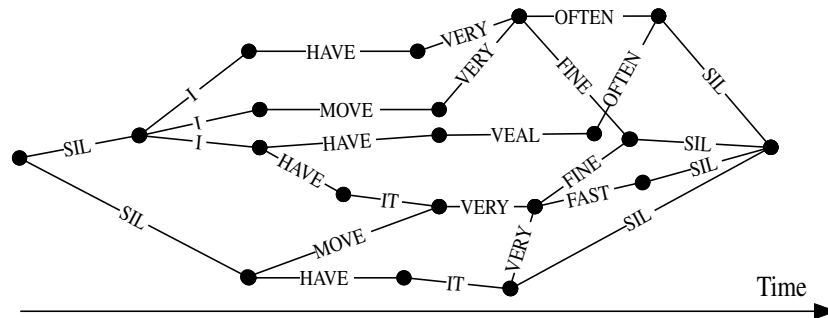 OFTEN
I HAVE VERY
VERY FINE OFTEN SIL
I MOVE
SIL I HAVE VEAL SIL
HAVE IT VERY FINE FAST SIL
SIL MOVE VERY SIL
HAVE IT
Time